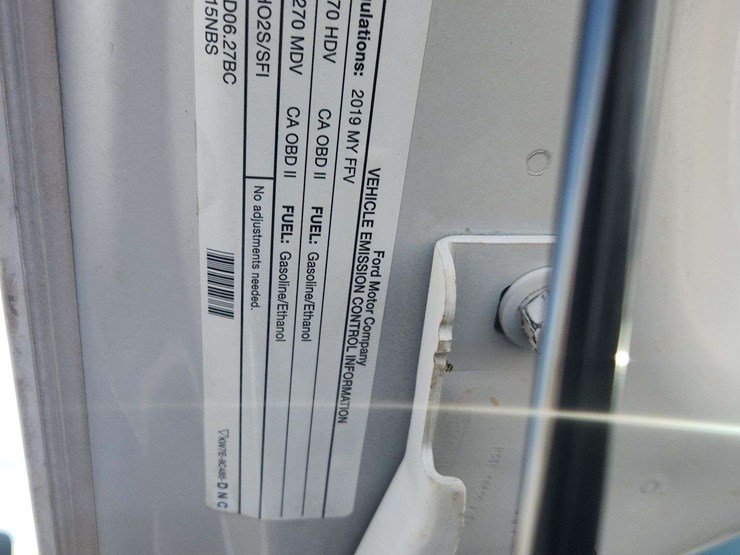 Ford Motor Company
VEHICLE EMISSION CONTROL INFORMATION
ulations: 2019 MY FFV
70 HDV CA OBD II FUEL: Gasoline/Ethanol
270 MDV CA OBD II FUEL: Gasoline/Ethanol
HO2S/SFI No adjustments needed.
D06.27BC
15NBS
D N C